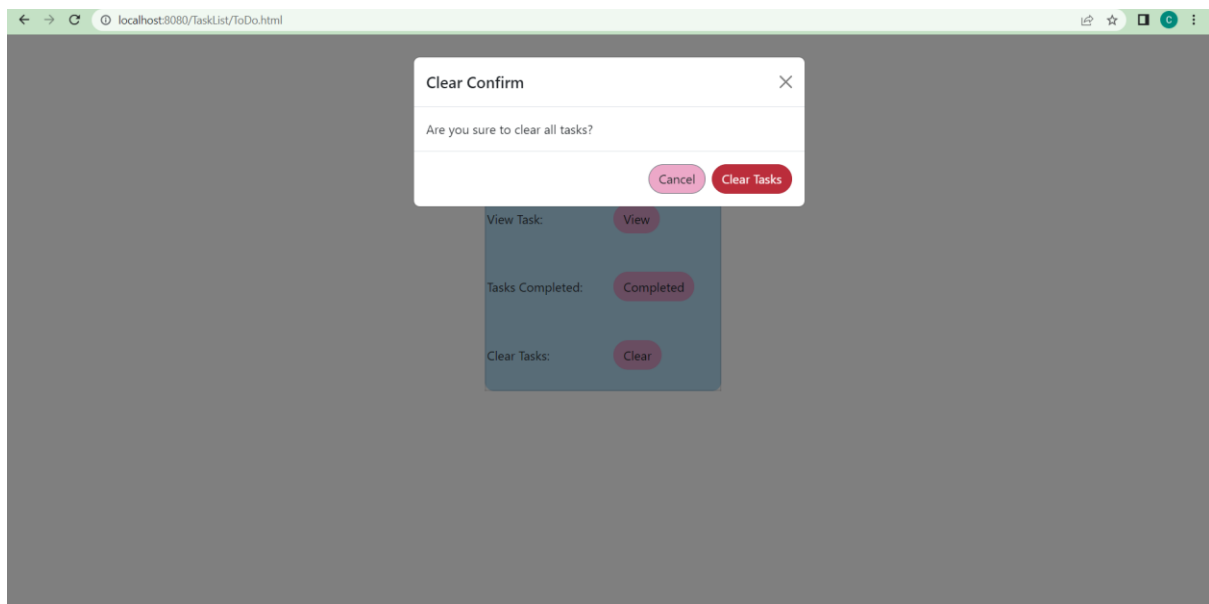 localhost:8080/TaskList/ToDo.html
C
Clear Confirm
Are you sure to clear all tasks?
Cancel Clear Tasks
View Task: View
Tasks Completed: Completed
Clear Tasks: Clear